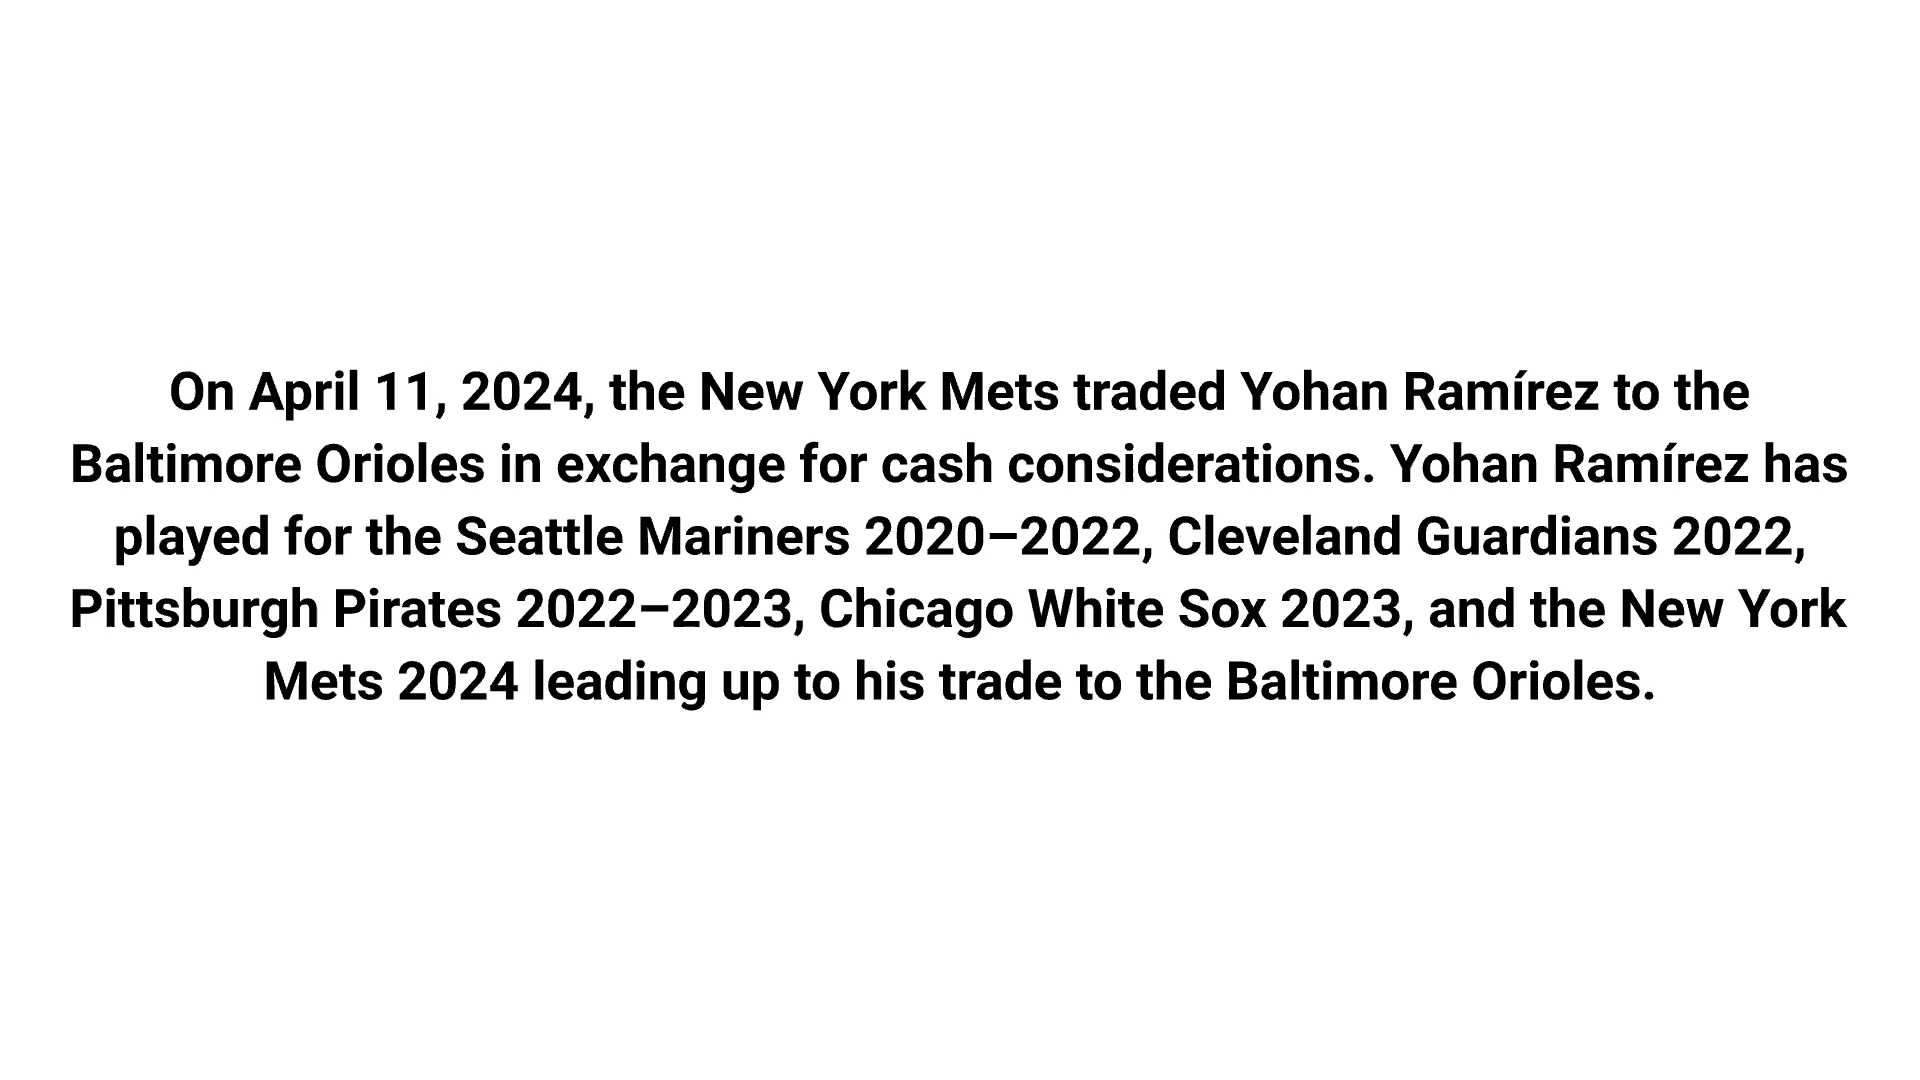 On April 11, 2024, the New York Mets traded Yohan Ramírez to the
Baltimore Orioles in exchange for cash considerations. Yohan Ramírez has
played for the Seattle Mariners 2020–2022, Cleveland Guardians 2022,
Pittsburgh Pirates 2022–2023, Chicago White Sox 2023, and the New York
Mets 2024 leading up to his trade to the Baltimore Orioles.